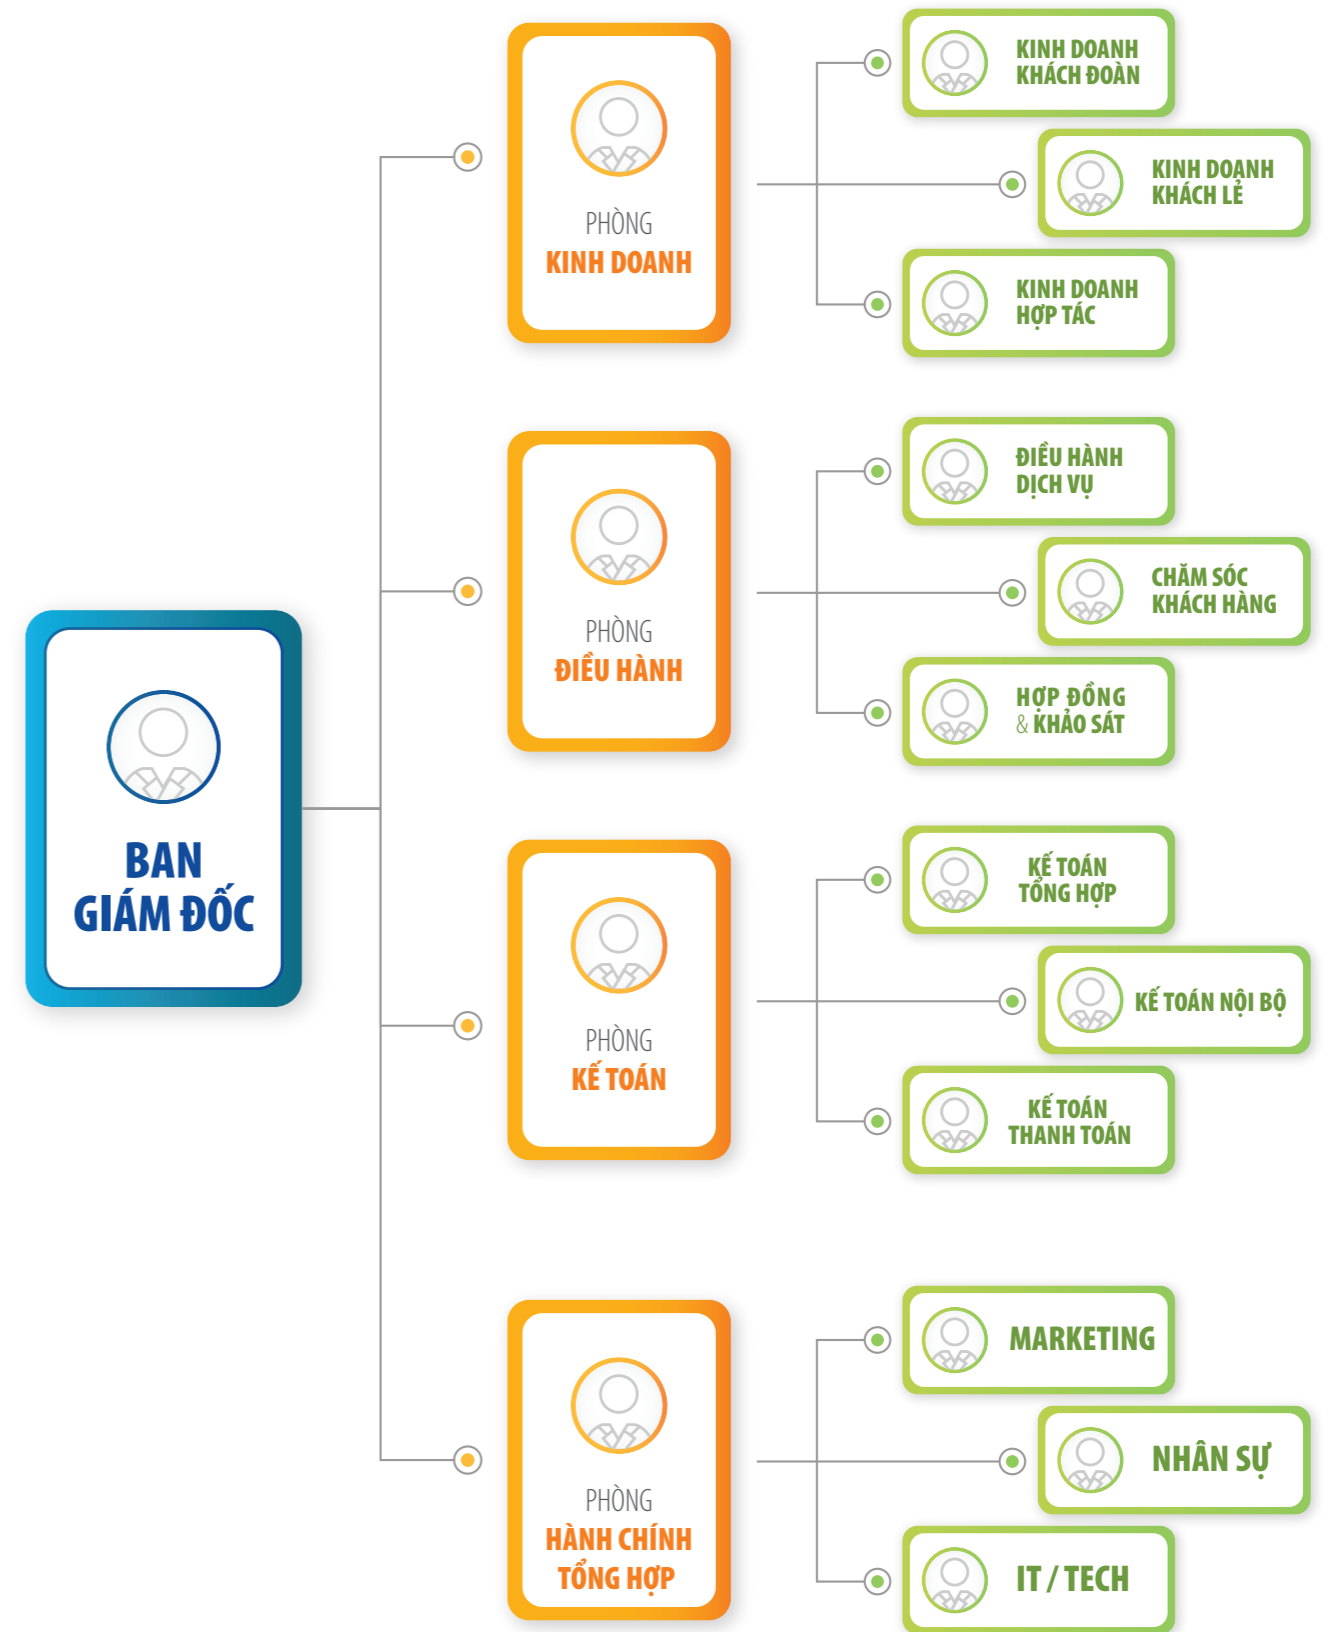 BAN
GIÁM ĐỐC
PHÒNG
KINH DOANH
KINH DOANH
KHÁCH ĐOÀN
KINH DOANH
KHÁCH LẺ
KINH DOANH
HỢP TÁC
PHÒNG
ĐIỀU HÀNH
ĐIỀU HÀNH
DỊCH VỤ
CHĂM SÓC
KHÁCH HÀNG
HỢP ĐỒNG
& KHẢO SÁT
PHÒNG
KẾ TOÁN
KẾ TOÁN
TỔNG HỢP
KẾ TOÁN NỘI BỘ
KẾ TOÁN
THANH TOÁN
PHÒNG
HÀNH CHÍNH
TỔNG HỢP
MARKETING
NHÂN SỰ
IT / TECH